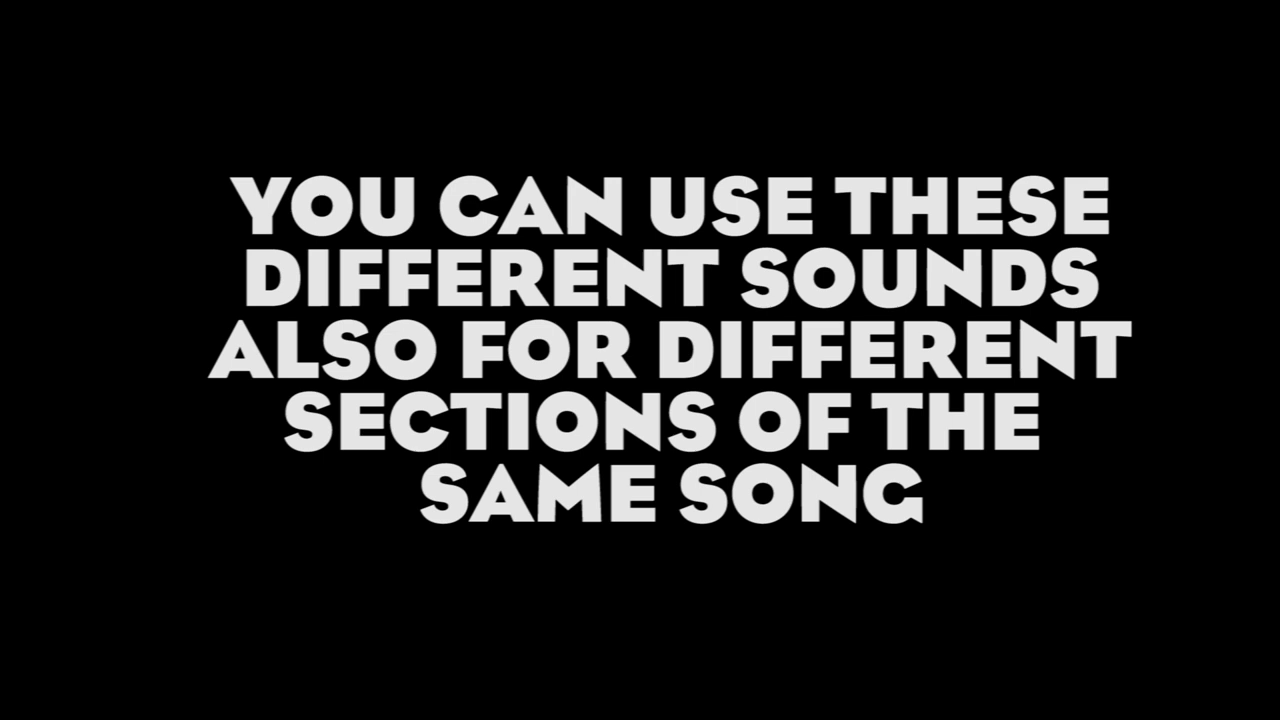 YOU CAN USE THESE
DIFFERENT SOUNDS
ALSO FOR DIFFERENT
SECTIONS OF THE
SAME SONG